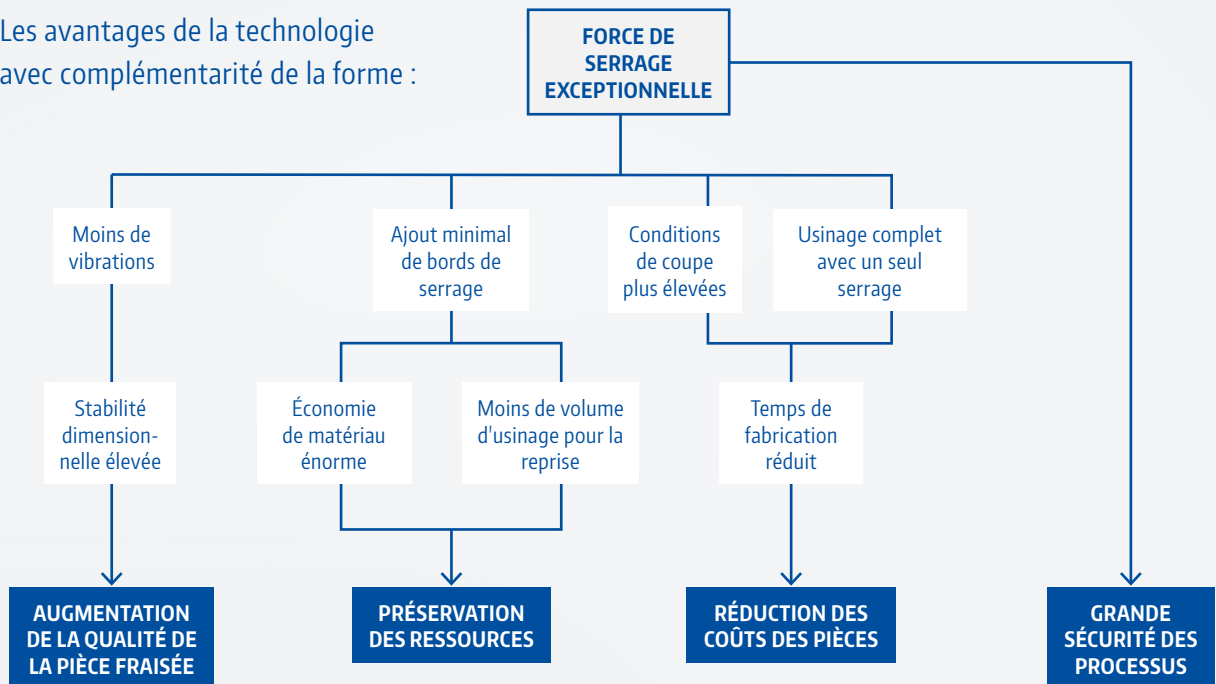 Les avantages de la technologie
avec complémentarité de la forme :
FORCE DE
SERRAGE
EXCEPTIONNELLE
Moins de
vibrations
Ajout minimal
de bords de
serrage
Conditions
de coupe
plus élevées
Usinage complet
avec un seul
serrage
Stabilité
dimension-
nelle élevée
Économie
de matériau
énorme
Moins de volume
d'usinage pour la
reprise
Temps de
fabrication
réduit
AUGMENTATION
DE LA QUALITÉ DE
LA PIÈCE FRAISÉE
PRÉSERVATION
DES RESSOURCES
RÉDUCTION DES
COÛTS DES PIÈCES
GRANDE
SÉCURITÉ DES
PROCESSUS